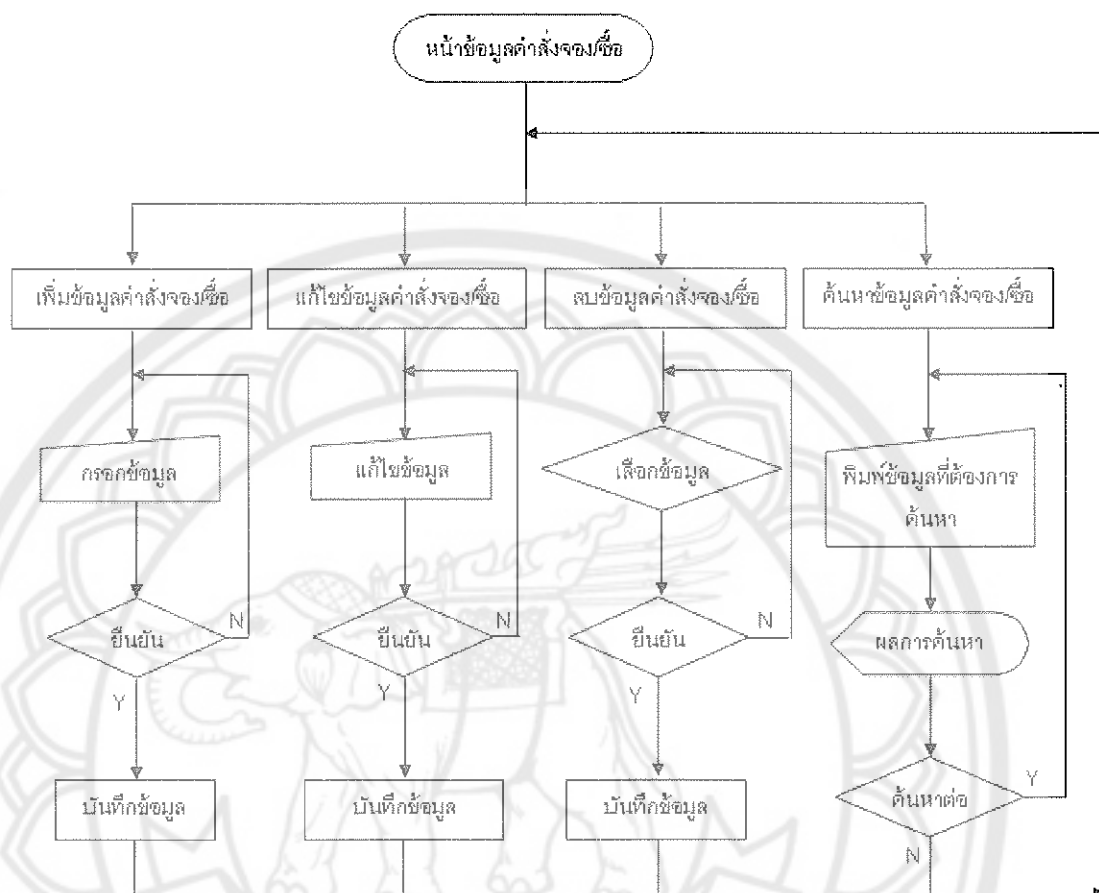 หน้าข้อมูลคำสั่งจอง/ซื้อ
เพิ่มข้อมูลคำสั่งจอง/ซื้อ
แก้ไขข้อมูลคำสั่งจอง/ซื้อ
ลบข้อมูลคำสั่งจอง/ซื้อ
ค้นหาข้อมูลคำสั่งจอง/ซื้อ
กรอกข้อมูล
แก้ไขข้อมูล
เลือกข้อมูล
พิมพ์ข้อมูลที่ต้องการ
ค้นหา
ยืนยัน
N
ยืนยัน
N
ยืนยัน
N
ผลการค้นหา
Y
Y
Y
บันทึกข้อมูล
บันทึกข้อมูล
บันทึกข้อมูล
ค้นหาต่อ
Y
N